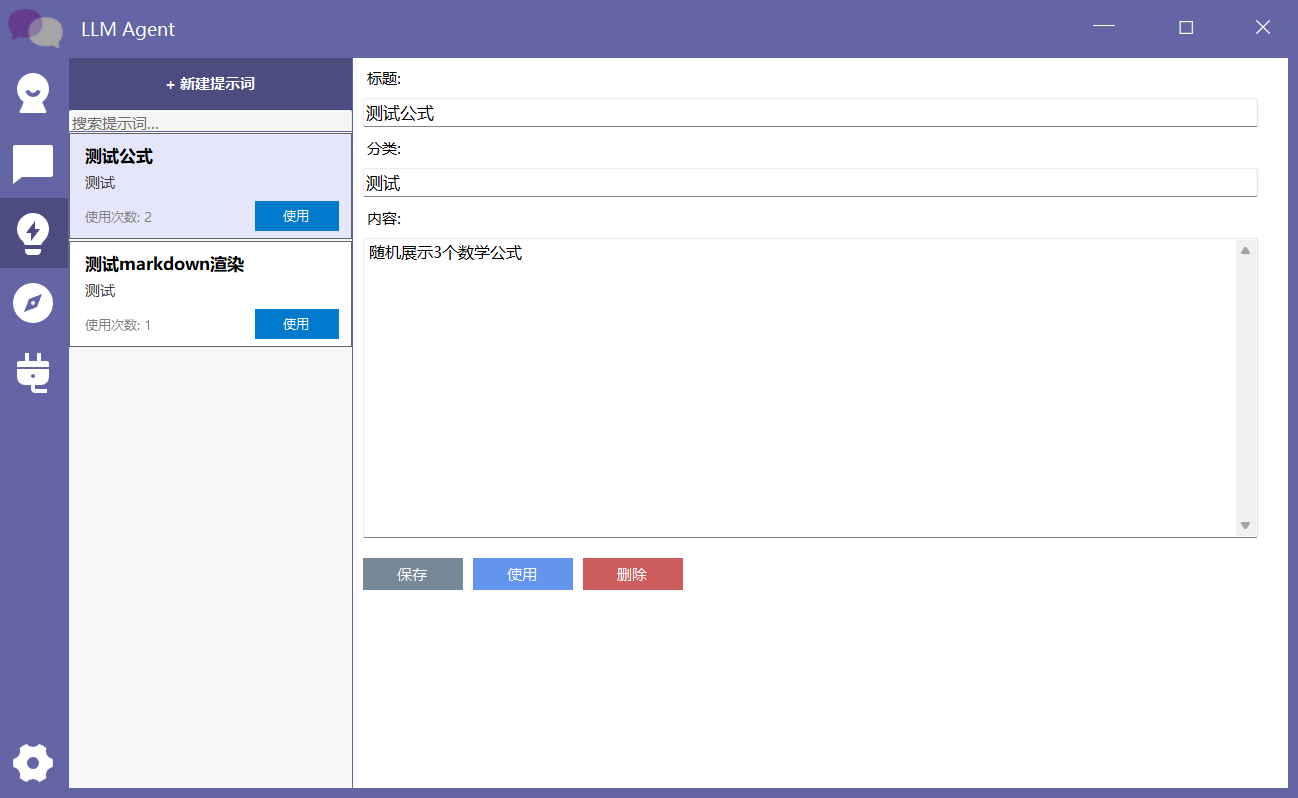 LLM Agent
+ 新建提示词
搜索提示词...
测试公式
测试
使用次数: 2
使用
测试markdown渲染
测试
使用次数: 1
使用
标题:
测试公式
分类:
测试
内容:
随机展示3个数学公式
保存
使用
删除